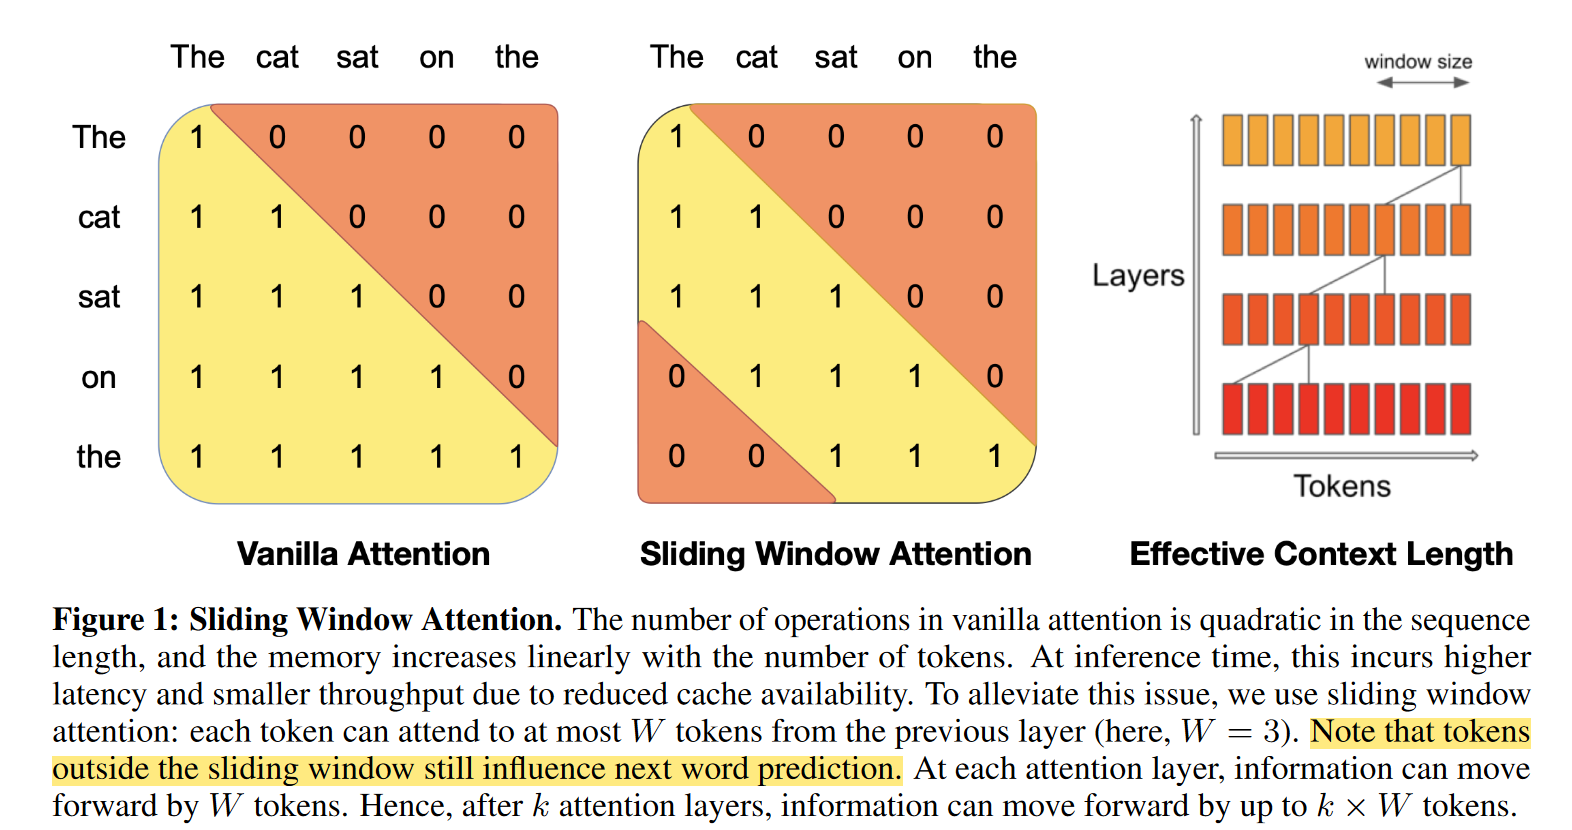 The cat sat on the
The 1 0 0 0 0
cat 1 1 0 0 0
sat 1 1 1 0 0
on 1 1 1 1 0
the 1 1 1 1 1
Vanilla Attention
The cat sat on the
1 0 0 0 0
1 1 0 0 0
1 1 1 0 0
0 1 1 1 0
0 0 1 1 1
Sliding Window Attention
window size
Layers
Tokens
Effective Context Length
Figure 1: Sliding Window Attention. The number of operations in vanilla attention is quadratic in the sequence
length, and the memory increases linearly with the number of tokens. At inference time, this incurs higher
latency and smaller throughput due to reduced cache availability. To alleviate this issue, we use sliding window
attention: each token can attend to at most W tokens from the previous layer (here, W = 3). Note that tokens
outside the sliding window still influence next word prediction. At each attention layer, information can move
forward by W tokens. Hence, after k attention layers, information can move forward by up to k × W tokens.